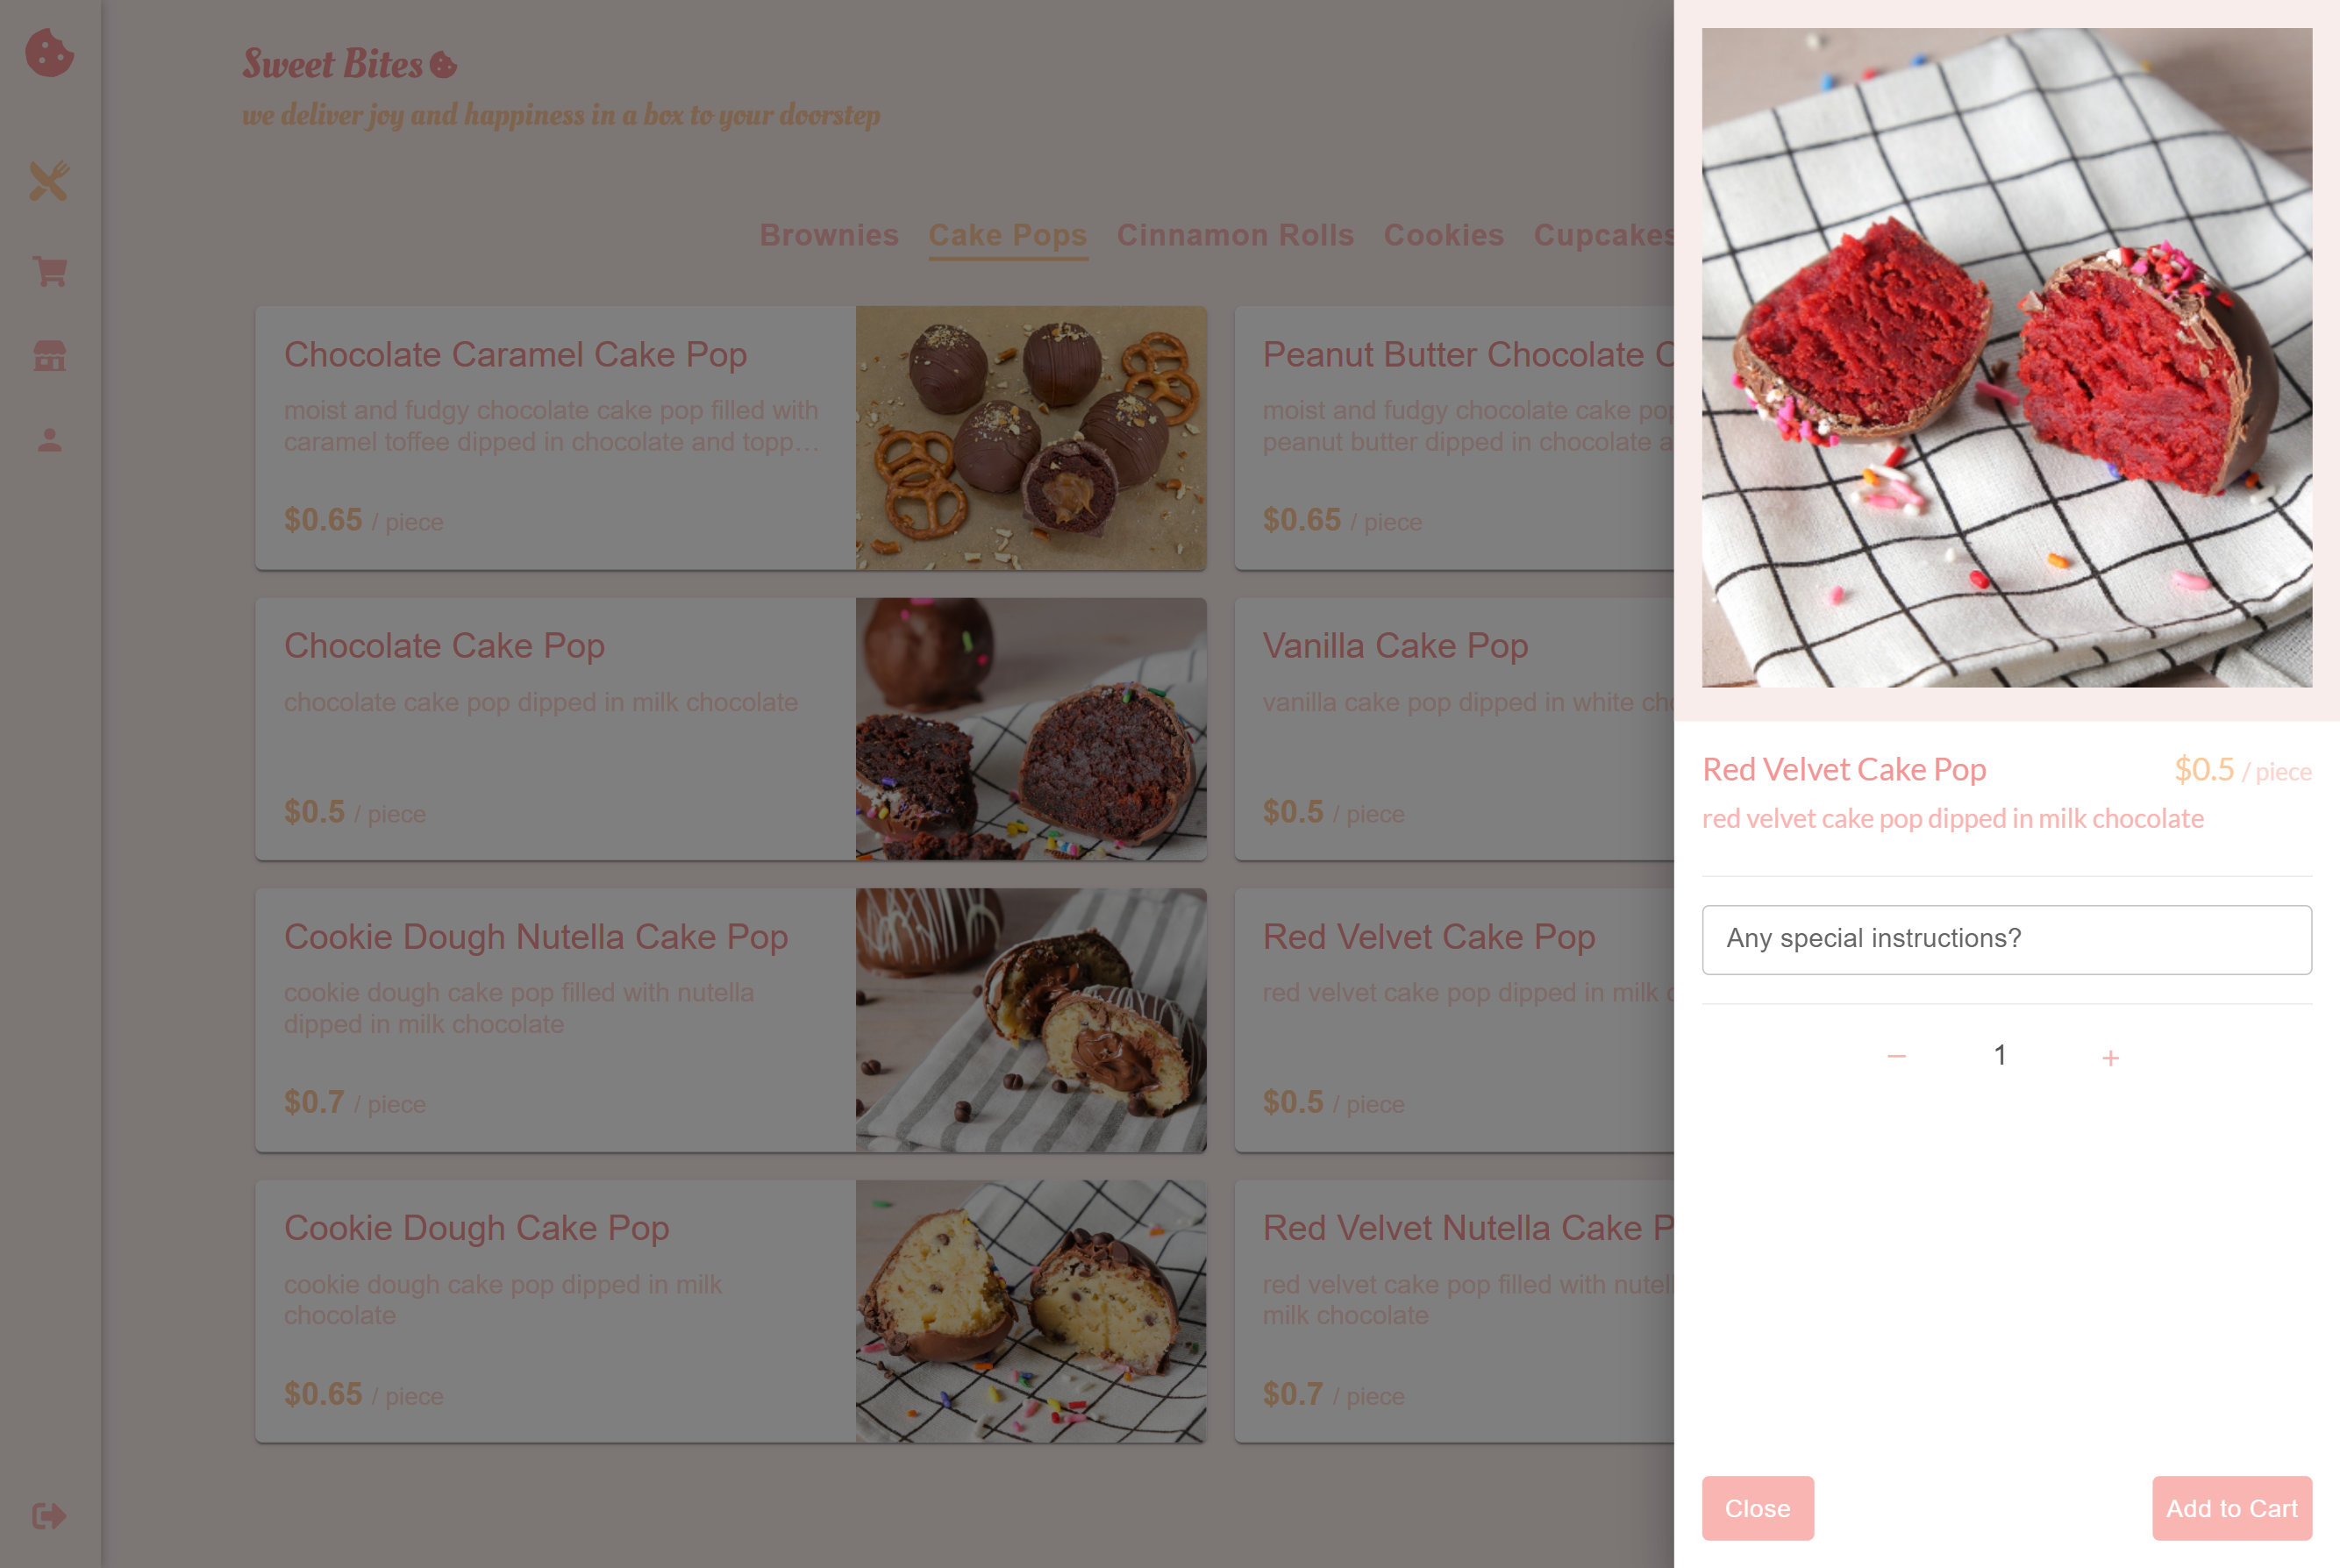 Sweet Bites
we deliver joy and happiness in a box to your doorstep
Brownies Cake Pops Cinnamon Rolls Cookies Cupcakes
Chocolate Caramel Cake Pop
moist and fudgy chocolate cake pop filled with
caramel toffee dipped in chocolate and topp...
$0.65 / piece
Peanut Butter Chocolate
moist and fudgy chocolate cake pop
peanut butter dipped in chocolate
$0.65 / piece
Chocolate Cake Pop
chocolate cake pop dipped in milk chocolate
$0.5 / piece
Vanilla Cake Pop
vanilla cake pop dipped in white
$0.5 / piece
Cookie Dough Nutella Cake Pop
cookie dough cake pop filled with nutella
dipped in milk chocolate
$0.7 / piece
Red Velvet Cake Pop
red velvet cake pop dipped in milk
$0.5 / piece
Cookie Dough Cake Pop
cookie dough cake pop dipped in milk
chocolate
$0.65 / piece
Red Velvet Nutella Cake
red velvet cake pop filled with
milk chocolate
$0.7 / piece
Red Velvet Cake Pop $0.5 / piece
red velvet cake pop dipped in milk chocolate
Any special instructions?
− 1 +
Close Add to Cart